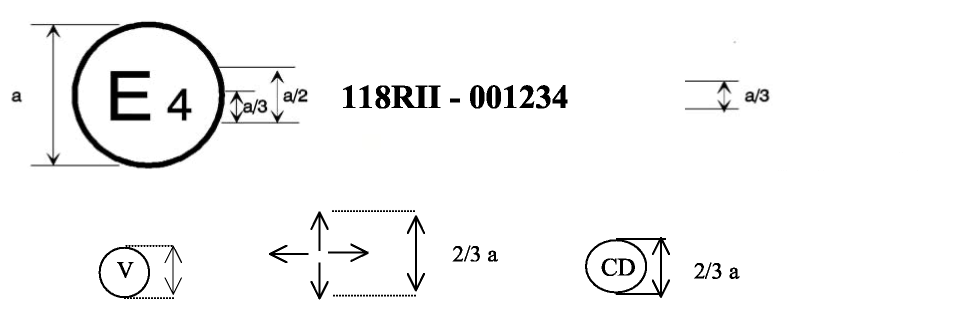 a E 4 a/3 a/2 118RII - 001234 a/3
V 2/3 a CD 2/3 a